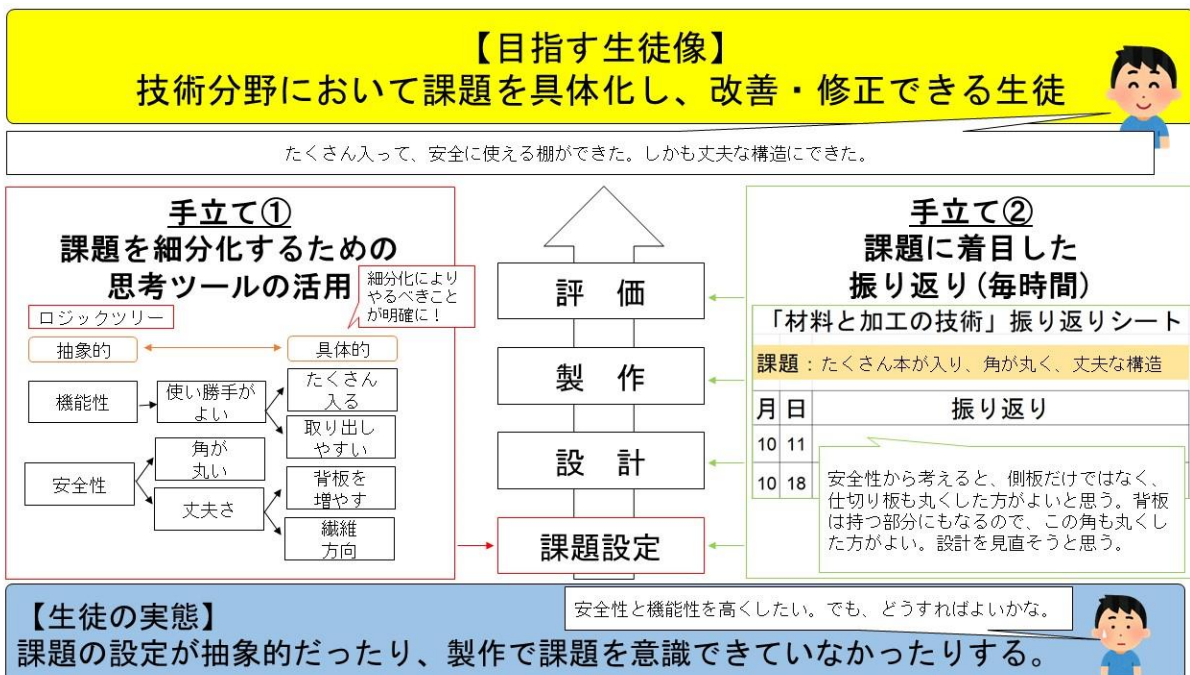 【目指す生徒像】
技術分野において課題を具体化し、改善・修正できる生徒
たくさん入って、安全に使える棚ができた。しかも丈夫な構造にできた。
手立て①
課題を細分化するための
思考ツールの活用
細分化により
やるべきこと
が明確に！
ロジックツリー
抽象的
具体的
機能性
使い勝手が
よい
たくさん
入る
取り出し
やすい
安全性
角が
丸い
丈夫さ
背板を
増やす
繊維
方向
評　価
製　作
設　計
課題設定
手立て②
課題に着目した
振り返り(毎時間)
「材料と加工の技術」振り返りシート
課題：たくさん本が入り、角が丸く、丈夫な構造
月 日 振り返り
10 11
10 18
安全性から考えると、側板だけではなく、
仕切り板も丸くした方がよいと思う。背板
は持つ部分にもなるので、この角も丸くし
た方がよい。設計を見直そうと思う。
【生徒の実態】
安全性と機能性を高くしたい。でも、どうすればよいかな。
課題の設定が抽象的だったり、製作で課題を意識できていなかったりする。